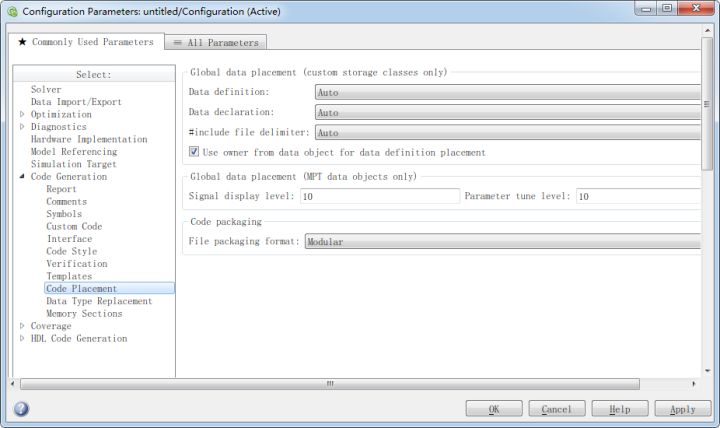 Configuration Parameters: untitled/Configuration (Active)
★ Commonly Used Parameters
≡ All Parameters
Select:
Solver
Data Import/Export
Optimization
Diagnostics
Hardware Implementation
Model Referencing
Simulation Target
Code Generation
Report
Comments
Symbols
Custom Code
Interface
Code Style
Verification
Templates
Code Placement
Data Type Replacement
Memory Sections
Coverage
HDL Code Generation
Global data placement (custom storage classes only)
Data definition: Auto
Data declaration: Auto
#include file delimiter: Auto
Use owner from data object for data definition placement
Global data placement (MPT data objects only)
Signal display level: 10 Parameter tune level: 10
Code packaging
File packaging format: Modular
OK Cancel Help Apply